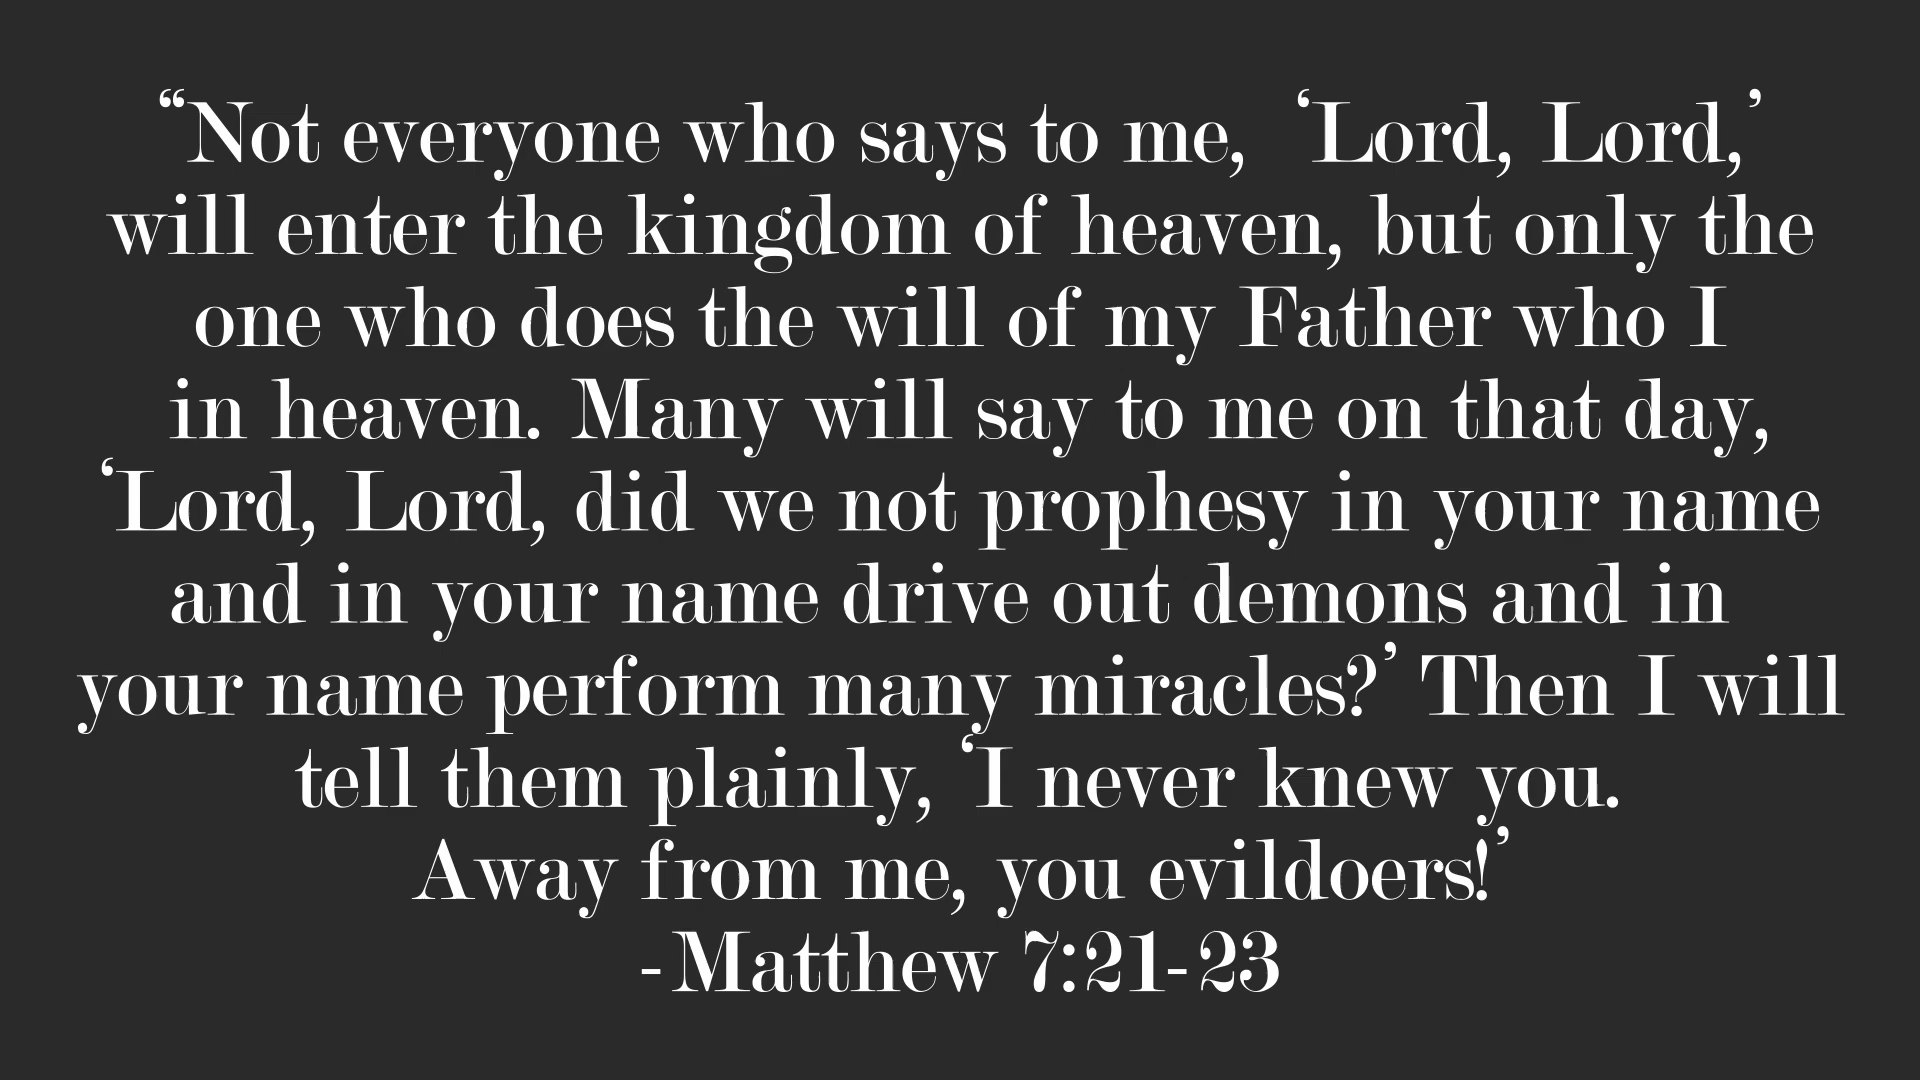 “Not everyone who says to me, ‘Lord, Lord,’
will enter the kingdom of heaven, but only the
one who does the will of my Father who I
in heaven. Many will say to me on that day,
‘Lord, Lord, did we not prophesy in your name
and in your name drive out demons and in
your name perform many miracles?’ Then I will
tell them plainly, ‘I never knew you.
Away from me, you evildoers!’
-Matthew 7:21-23